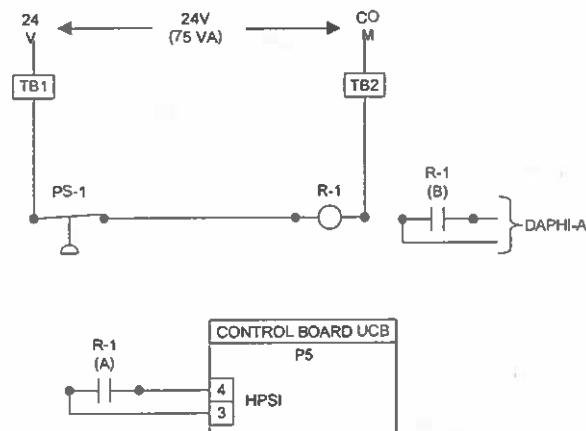 24
V
24V
(75 VA)
CO
M
TB1
TB2
PS-1
R-1
R-1
(B)
DAPHI-A
CONTROL BOARD UCB
P5
R-1
(A)
4
HPSI
3